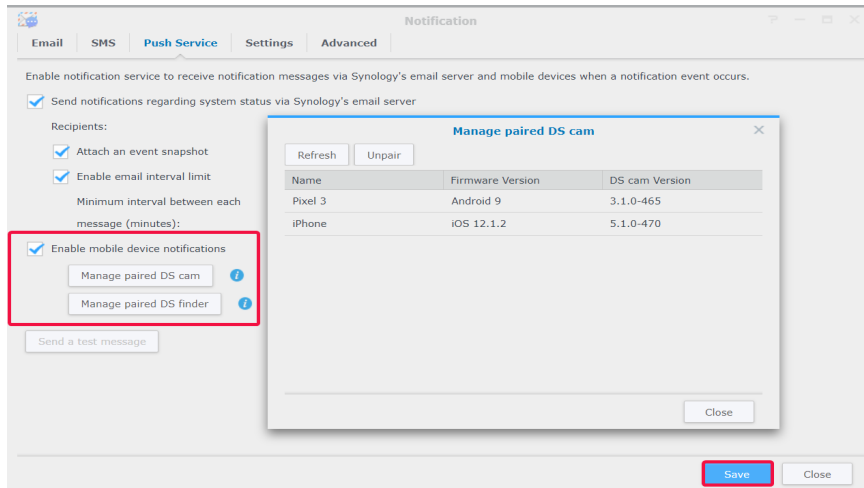 Notification
Email SMS Push Service Settings Advanced
Enable notification service to receive notification messages via Synology's email server and mobile devices when a notification event occurs.
Send notifications regarding system status via Synology's email server
Recipients:
Attach an event snapshot
Enable email interval limit
Minimum interval between each
message (minutes):
Enable mobile device notifications
Manage paired DS cam
Manage paired DS finder
Send a test message
Manage paired DS cam
Refresh Unpair
Name Firmware Version DS cam Version
Pixel 3 Android 9 3.1.0-465
iPhone iOS 12.1.2 5.1.0-470
Close
Save Close